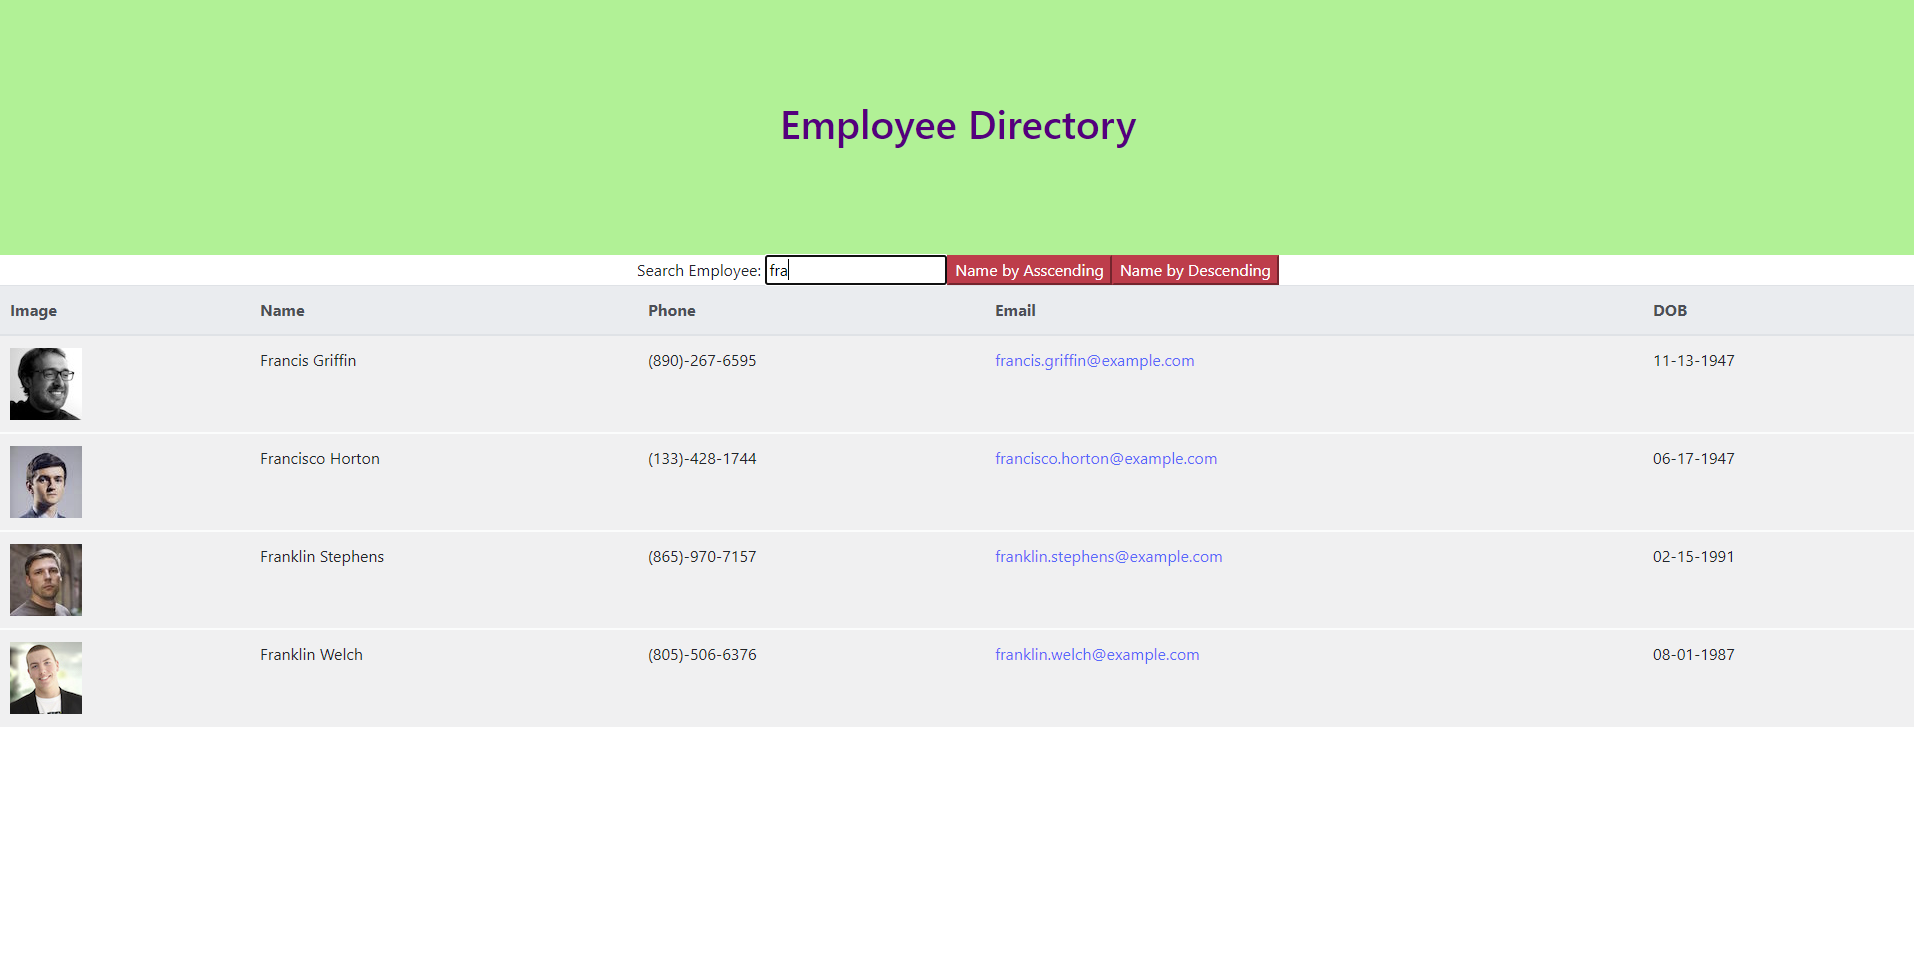 Employee Directory
Search Employee: fra Name by Asscending Name by Descending
Image Name Phone Email DOB
Francis Griffin (890)-267-6595 francis.griffin@example.com 11-13-1947
Francisco Horton (133)-428-1744 francisco.horton@example.com 06-17-1947
Franklin Stephens (865)-970-7157 franklin.stephens@example.com 02-15-1991
Franklin Welch (805)-506-6376 franklin.welch@example.com 08-01-1987